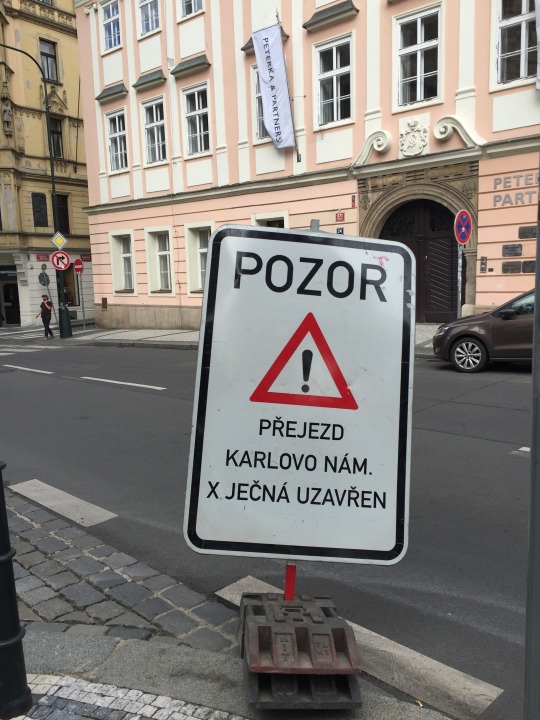 PETERKA & PARTNERS
PETE
PART
POZOR
!
PŘEJEZD
KARLOVO NÁM.
X JEČNÁ UZAVŘEN